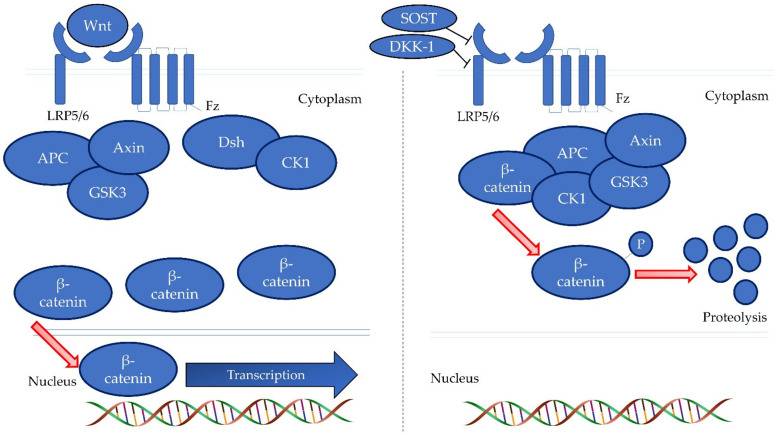 Wnt
LRP5/6
Fz
Cytoplasm
APC
Axin
GSK3
Dsh
CK1
β-
catenin
β-
catenin
β-
catenin
β-
catenin
Nucleus
Transcription
SOST
DKK-1
LRP5/6
Fz
Cytoplasm
β-
catenin
APC
Axin
CK1
GSK3
β-
catenin
P
Proteolysis
Nucleus